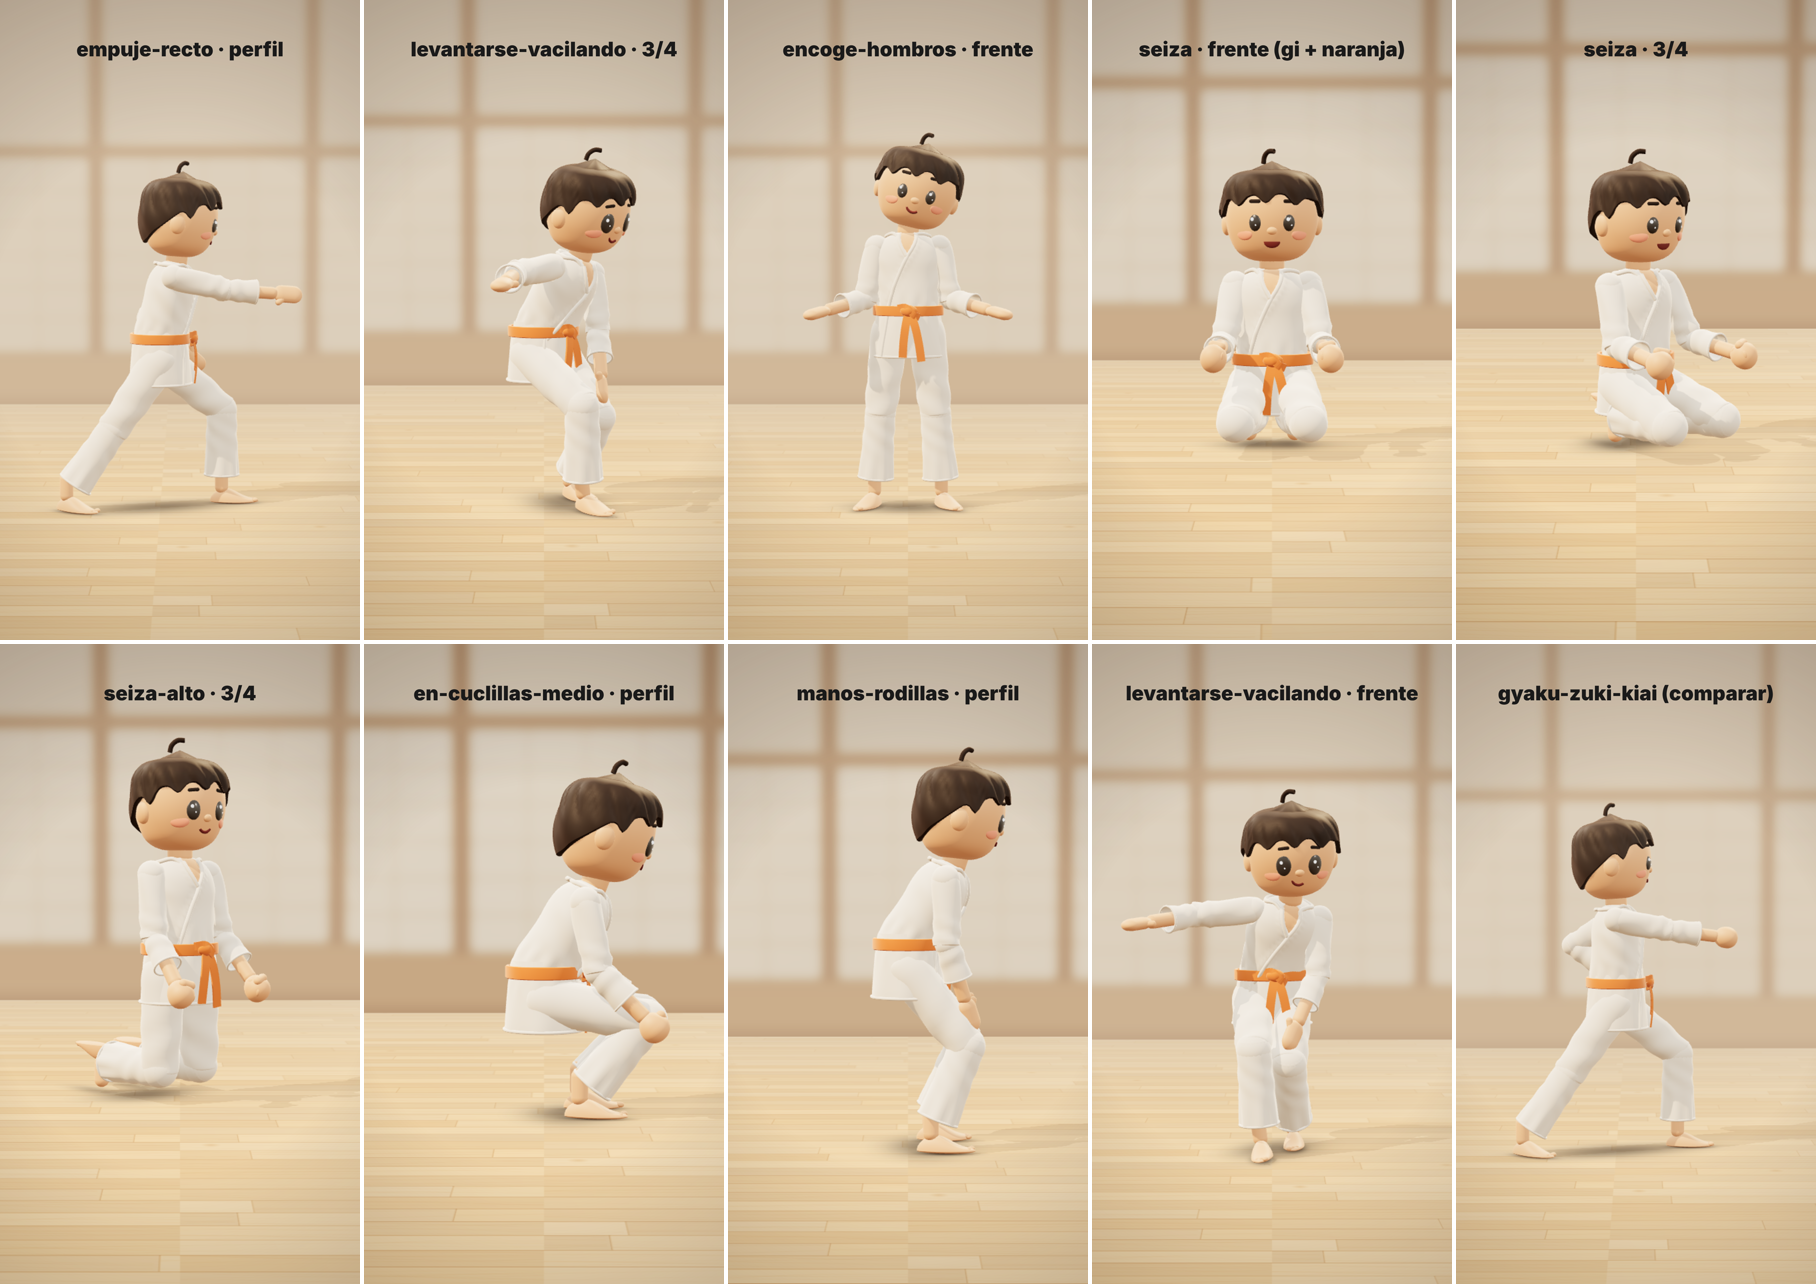 empuje-recto · perfil
levantarse-vacilando · 3/4
encoge-hombros · frente
seiza · frente (gi + naranja)
seiza · 3/4
seiza-alto · 3/4
en-cuclillas-medio · perfil
manos-rodillas · perfil
levantarse-vacilando · frente
gyaku-zuki-kiai (comparar)